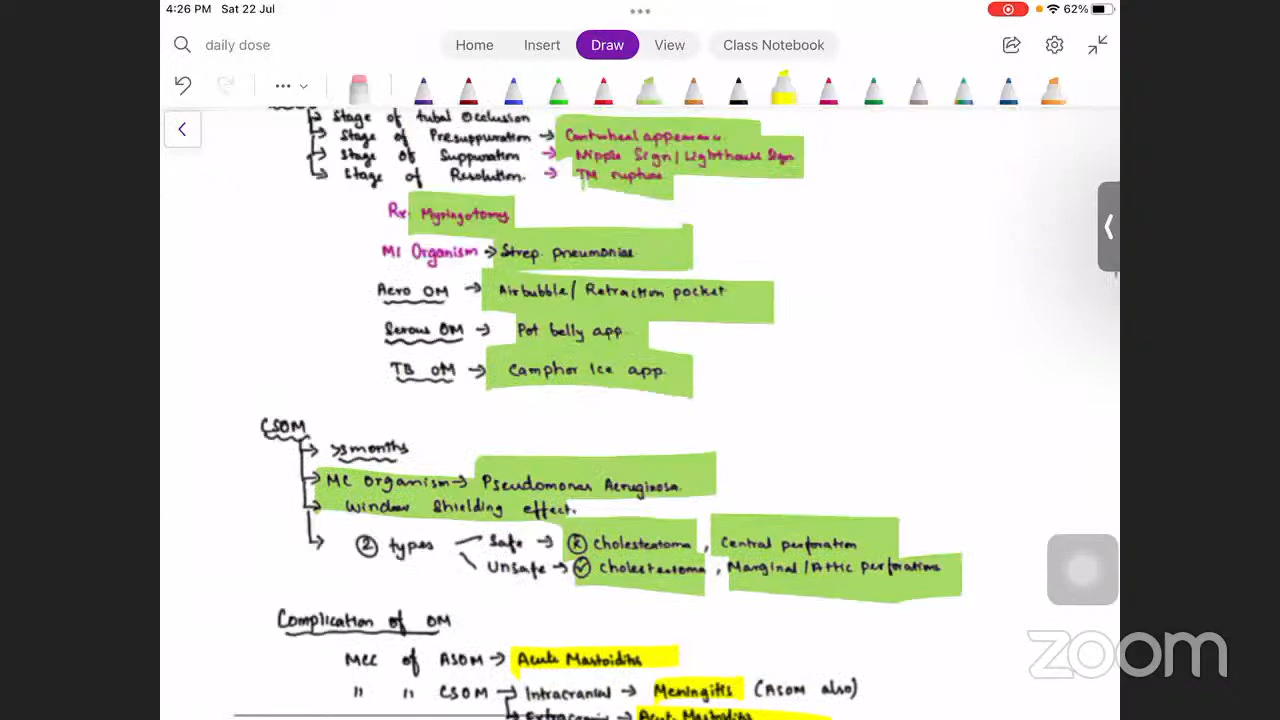 4:26 PM Sat 22 Jul
62%
daily dose
Home Insert Draw View Class Notebook
Stage of tubal Occlusion
Stage of Presuppuration → Cartwheel appearance
Stage of Suppuration → Nipple Sign / Lighthouse Sign
Stage of Resolution. → TM rupture
Rx. Myringotomy
MC Organism → Strep. pneumoniae
Aero OM → Airbubble / Retraction pocket
Serous OM → Pot belly app.
TB OM → Camphor Ice app.
CSOM
>3months
MC Organism → Pseudomonas Aeruginosa.
Window Shielding effect.
② types Safe → ⓧ Cholesteatoma, Central perforation
Unsafe → ✓ Cholesteatoma, Marginal / Attic perforations
Complication of OM
MCC of ASOM → Acute Mastoiditis
" " CSOM → Intracranial → Meningitis (ASOM also)
→ Acute Mastoiditis
zoom